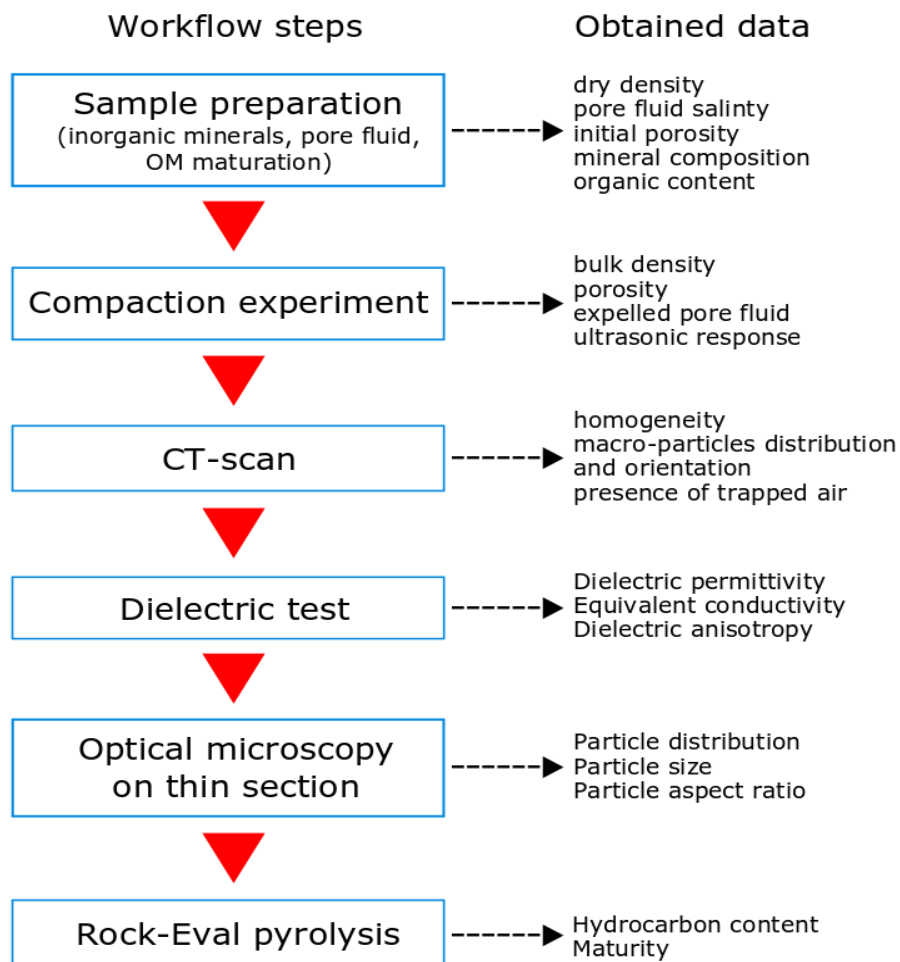 Workflow steps
Obtained data
Sample preparation
(inorganic minerals, pore fluid,
OM maturation)
dry density
pore fluid salinty
initial porosity
mineral composition
organic content
Compaction experiment
bulk density
porosity
expelled pore fluid
ultrasonic response
CT-scan
homogeneity
macro-particles distribution
and orientation
presence of trapped air
Dielectric test
Dielectric permittivity
Equivalent conductivity
Dielectric anisotropy
Optical microscopy
on thin section
Particle distribution
Particle size
Particle aspect ratio
Rock-Eval pyrolysis
Hydrocarbon content
Maturity